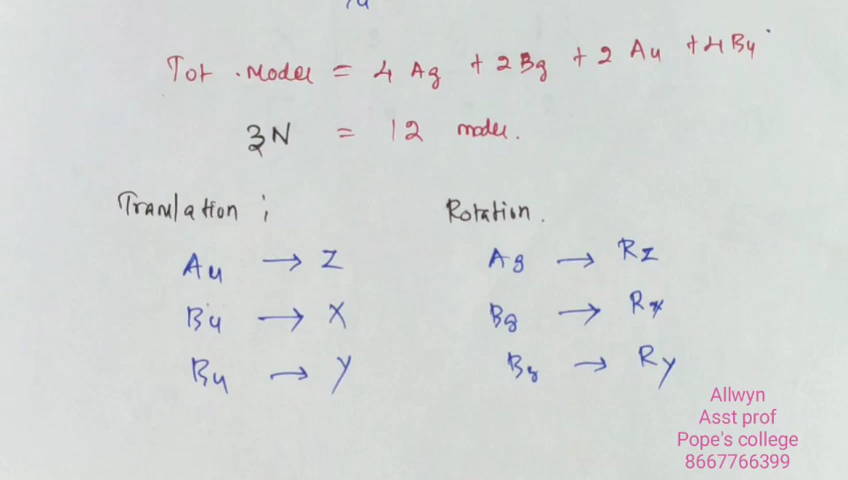 Tot . Modes = 4 Ag + 2 Bg + 2 Au + 4 Bu
3N = 12 modes.
Translation ; Rotation .
Au → Z Ag → Rz
Bu → X Bg → Rx
Bu → y Bg → Ry
Allwyn
Asst prof
Pope's college
8667766399